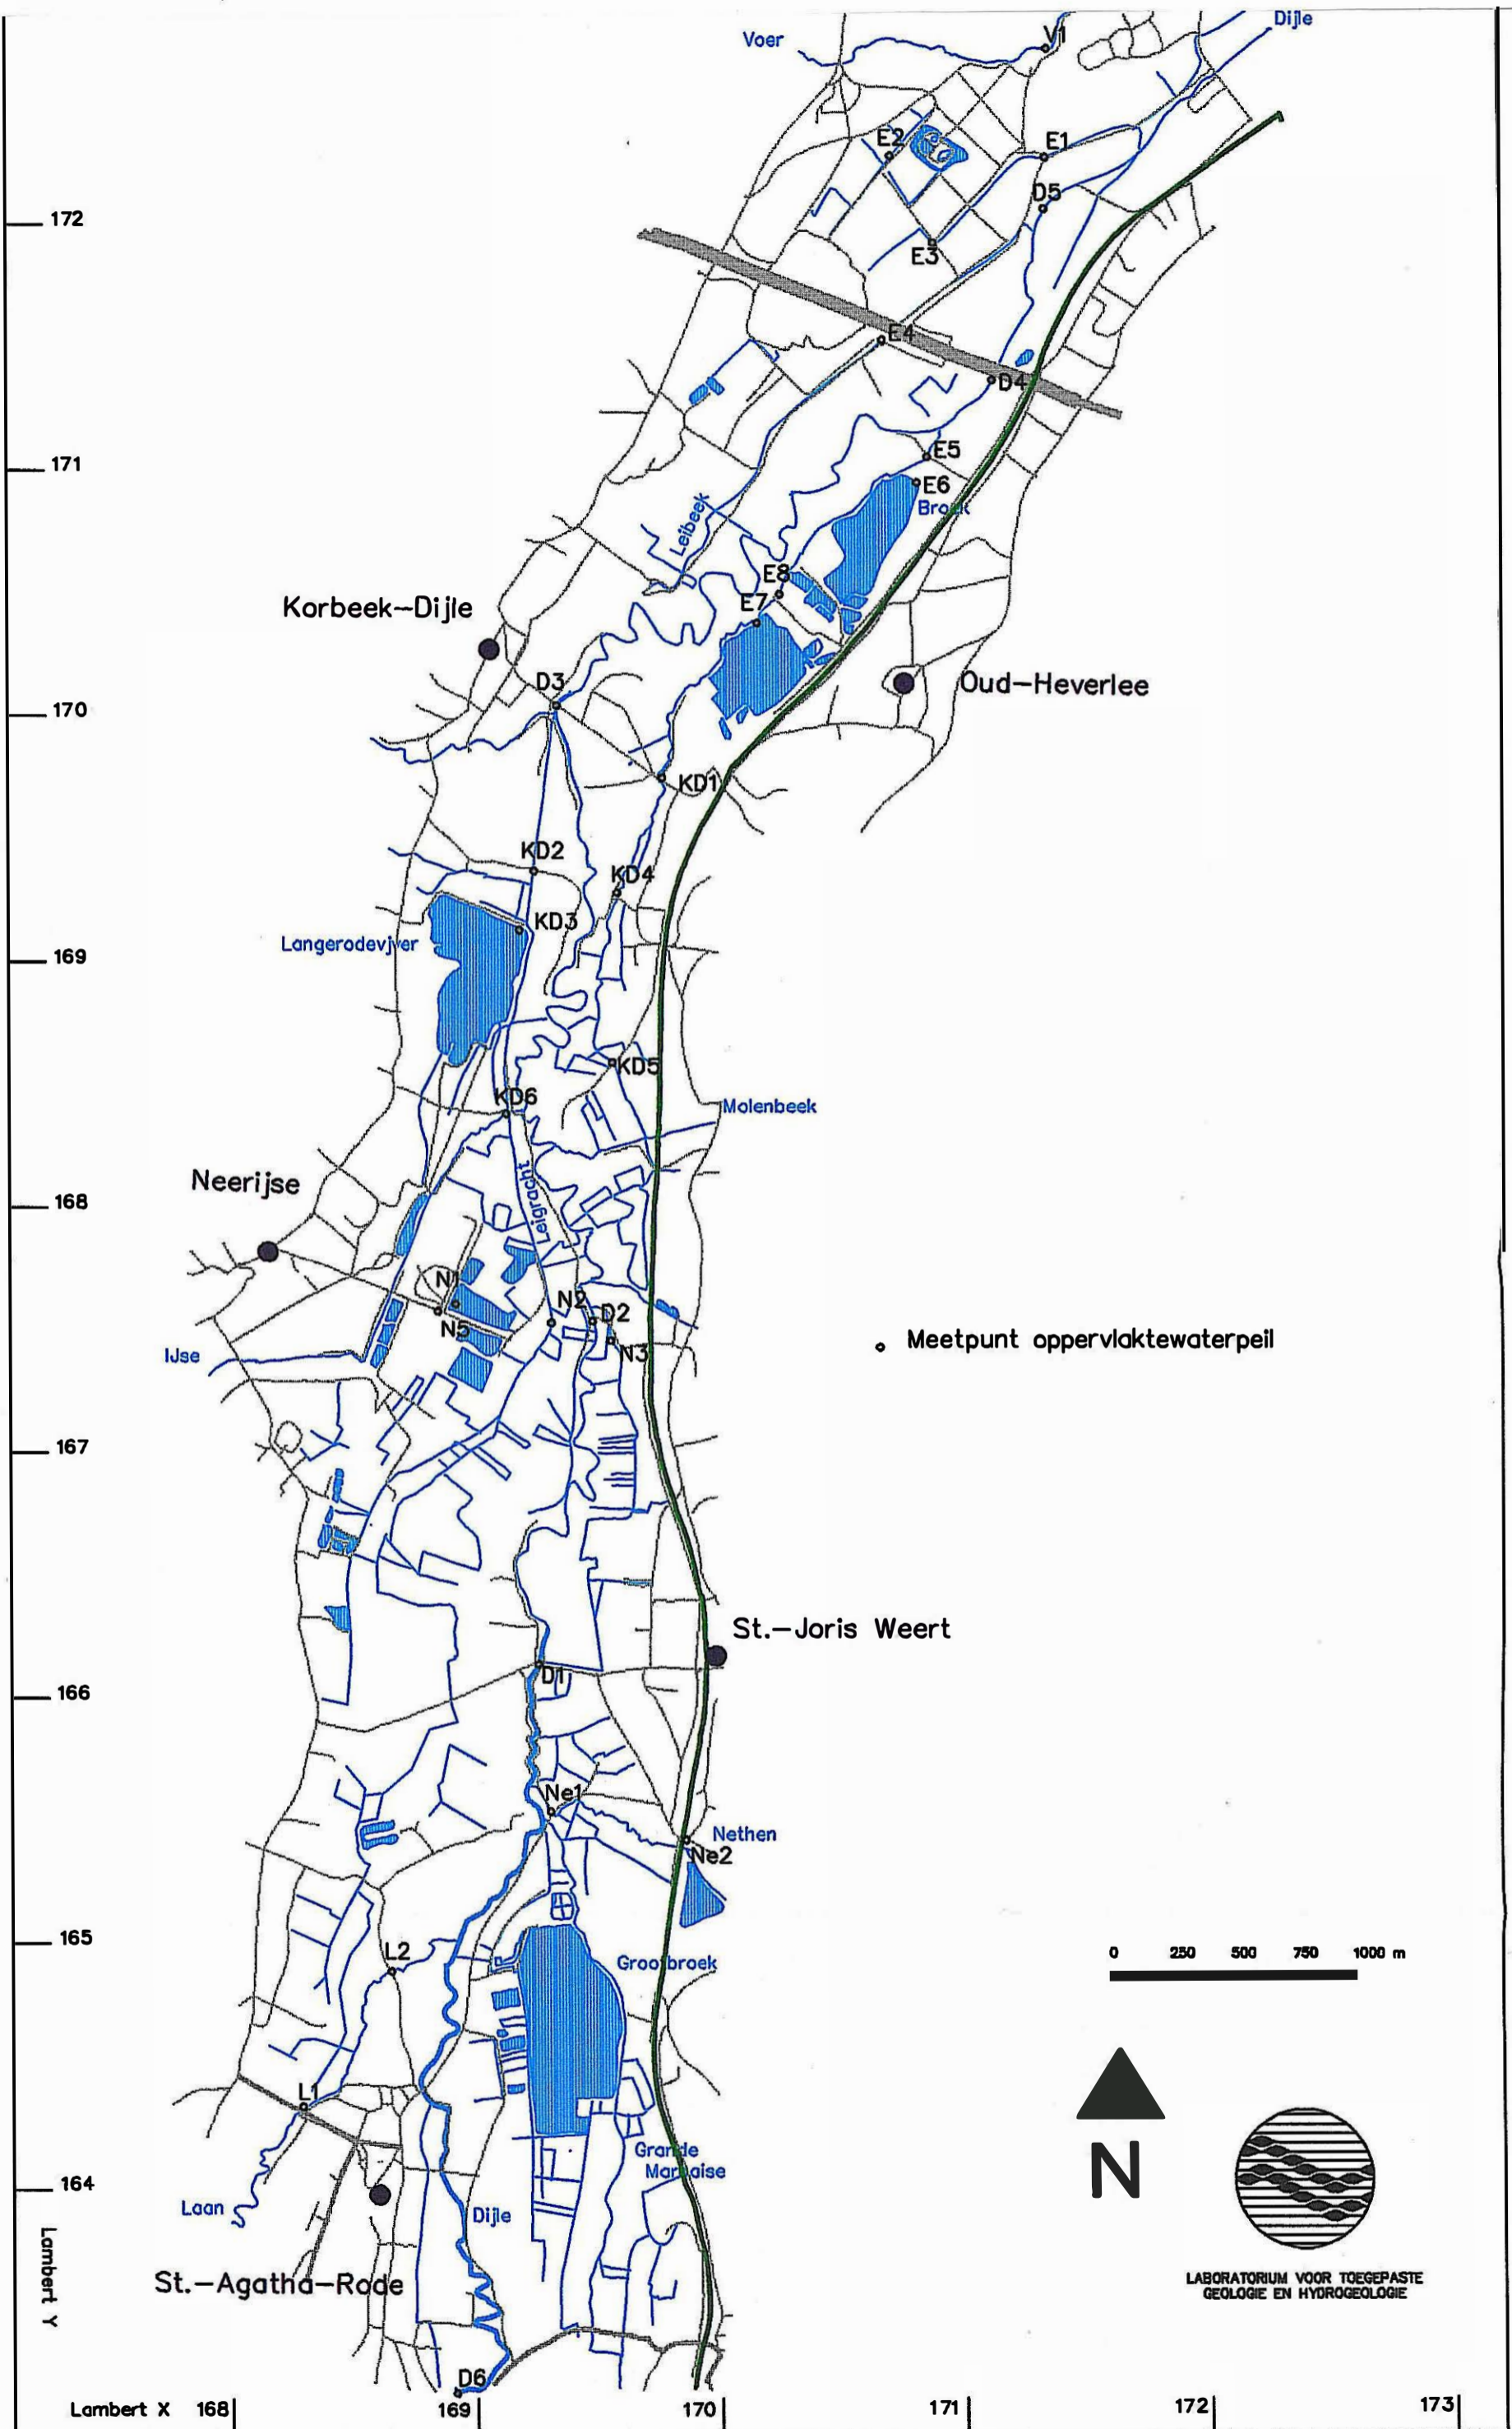 Voer
V1
Dijle
E2
E1
D5
172
E3
E4
D4
E5
171
E6
Broek
Leibeek
E8
E7
Korbeek-Dijle
Oud-Heverlee
D3
170
KD1
KD2
KD4
KD3
Langerodevjver
169
KD5
KD6
Molenbeek
Neerijse
Leigracht
168
N1
N2
D2
N5
N3
Meetpunt oppervlaktewaterpeil
IJse
167
St.-Joris Weert
D1
166
Ne1
Nethen
Ne2
165
L2
Grootbroek
0 250 500 750 1000 m
L1
N
Grande
Marbaise
164
Laan
Dijle
Lambert Y
St.-Agatha-Rode
LABORATORIUM VOOR TOEGEPASTE
GEOLOGIE EN HYDROGEOLOGIE
D6
Lambert X 168 169 170 171 172 173